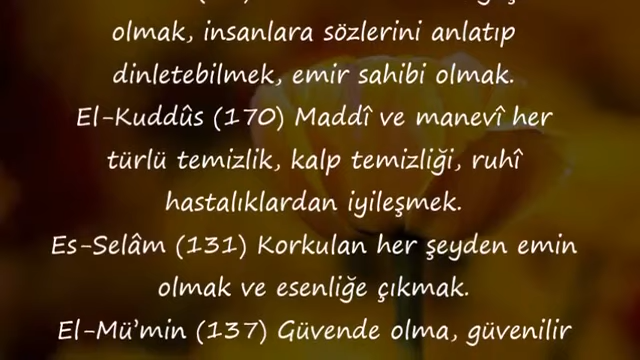 olmak, insanlara sözlerini anlatıp
dinletebilmek, emir sahibi olmak.
El-Kuddûs (170) Maddî ve manevî her
türlü temizlik, kalp temizliği, ruhî
hastalıklardan iyileşmek.
Es-Selâm (131) Korkulan her şeyden emin
olmak ve esenliğe çıkmak.
El-Mü’min (137) Güvende olma, güvenilir